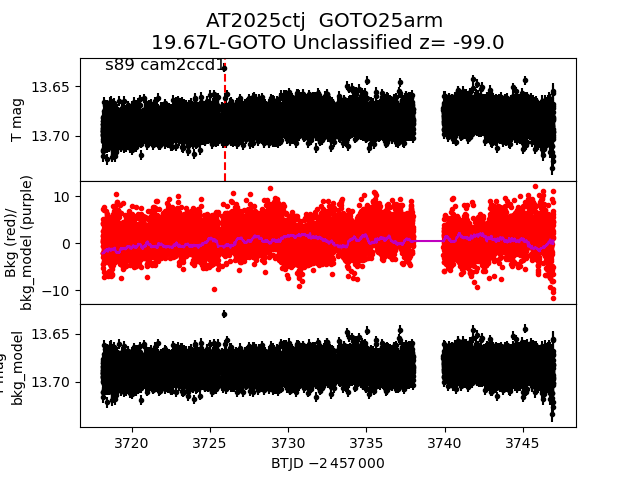 AT2025ctj GOTO25arm
19.67L-GOTO Unclassified z= -99.0
s89 cam2ccd1
13.65
13.70
T mag
10
0
−10
Bkg (red)/
bkg_model (purple)
13.65
13.70
mag
bkg_model
3720
3725
3730
3735
3740
3745
BTJD −2 457 000